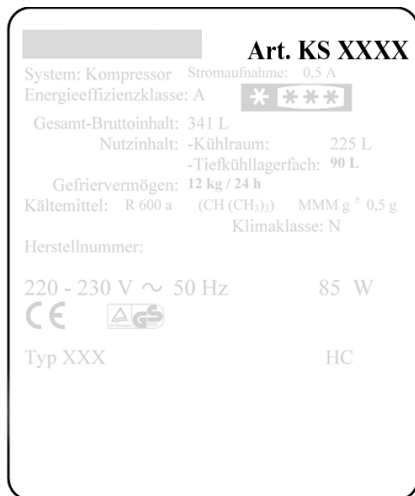 Art. KS XXXX
System: Kompressor Stromaufnahme: 0,5 A
Energieeffizienzklasse: A
Gesamt-Bruttoinhalt: 341 L
Nutzinhalt: -Kühlraum: 225 L
-Tiefkühllagerfach: 90 L
Gefriervermögen: 12 kg / 24 h
Kältemittel: R 600 a (CH (CH₃)₃) MMM g ± 0,5 g
Klimaklasse: N
Herstellnummer:
220 - 230 V ~ 50 Hz 85 W
CE GS
Typ XXX HC